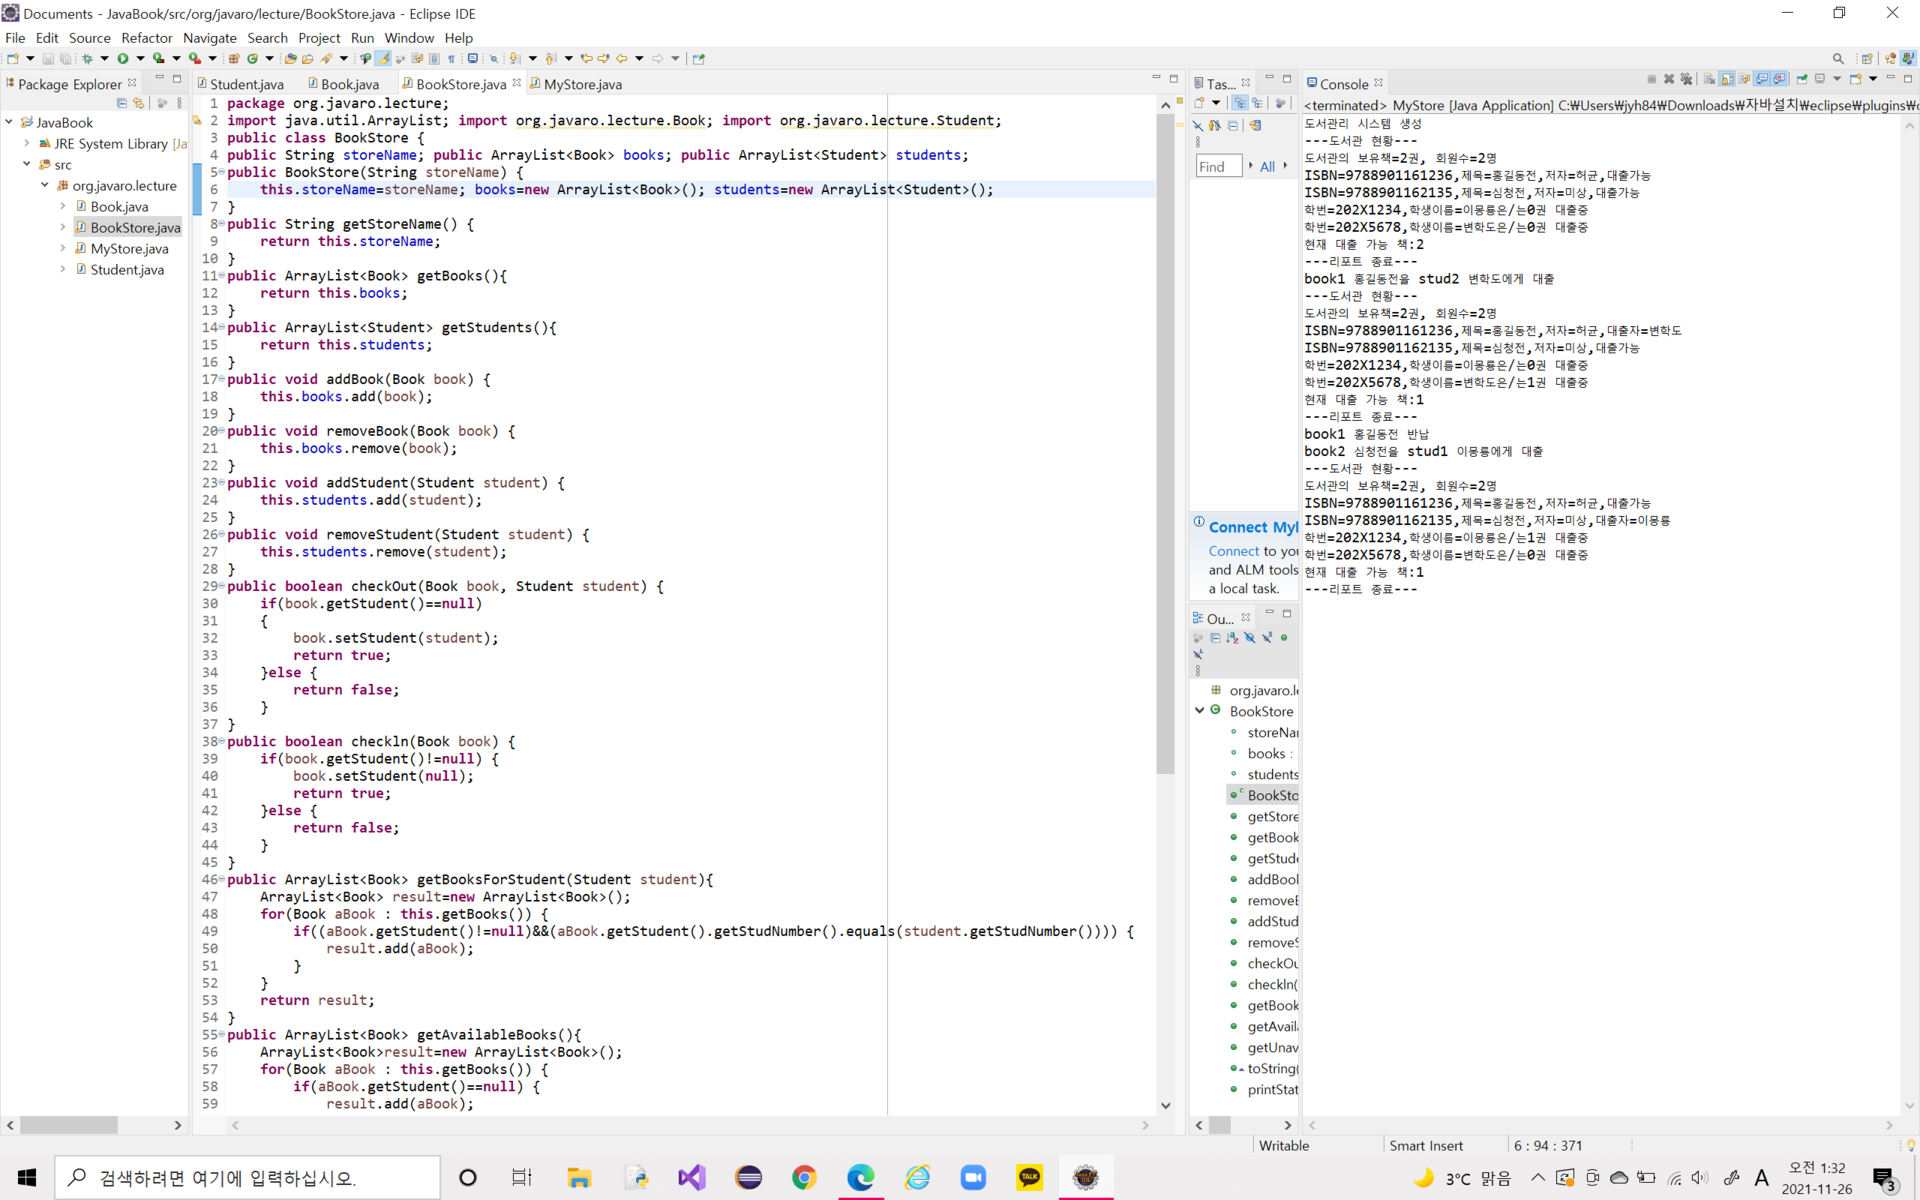 Documents - JavaBook/src/org/javaro/lecture/BookStore.java - Eclipse IDE
File Edit Source Refactor Navigate Search Project Run Window Help
Package Explorer
JavaBook
JRE System Library [Ja
src
org.javaro.lecture
Book.java
BookStore.java
MyStore.java
Student.java
Student.java Book.java BookStore.java MyStore.java
1 package org.javaro.lecture;
2 import java.util.ArrayList; import org.javaro.lecture.Book; import org.javaro.lecture.Student;
3 public class BookStore {
4 public String storeName; public ArrayList<Book> books; public ArrayList<Student> students;
5 public BookStore(String storeName) {
6 this.storeName=storeName; books=new ArrayList<Book>(); students=new ArrayList<Student>();
7 }
8 public String getStoreName() {
9 return this.storeName;
10 }
11 public ArrayList<Book> getBooks(){
12 return this.books;
13 }
14 public ArrayList<Student> getStudents(){
15 return this.students;
16 }
17 public void addBook(Book book) {
18 this.books.add(book);
19 }
20 public void removeBook(Book book) {
21 this.books.remove(book);
22 }
23 public void addStudent(Student student) {
24 this.students.add(student);
25 }
26 public void removeStudent(Student student) {
27 this.students.remove(student);
28 }
29 public boolean checkOut(Book book, Student student) {
30 if(book.getStudent()==null)
31 {
32 book.setStudent(student);
33 return true;
34 }else {
35 return false;
36 }
37 }
38 public boolean checkln(Book book) {
39 if(book.getStudent()!=null) {
40 book.setStudent(null);
41 return true;
42 }else {
43 return false;
44 }
45 }
46 public ArrayList<Book> getBooksForStudent(Student student){
47 ArrayList<Book> result=new ArrayList<Book>();
48 for(Book aBook : this.getBooks()) {
49 if((aBook.getStudent()!=null)&&(aBook.getStudent().getStudNumber().equals(student.getStudNumber()))) {
50 result.add(aBook);
51 }
52 }
53 return result;
54 }
55 public ArrayList<Book> getAvailableBooks(){
56 ArrayList<Book>result=new ArrayList<Book>();
57 for(Book aBook : this.getBooks()) {
58 if(aBook.getStudent()==null) {
59 result.add(aBook);
Tas...
Find All
Connect Myl
Connect to you
and ALM tools
a local task.
Ou...
org.javaro.l
BookStore
storeNa
books :
students
BookSto
getStore
getBook
getStude
addBool
removeE
addStud
removeS
checkOu
checkln(
getBook
getAvail
getUnav
toString(
printStat
Console
<terminated> MyStore [Java Application] C:₩Users₩jyh84₩Downloads₩자바설치₩eclipse₩plugins₩
도서관리 시스템 생성
---도서관 현황---
도서관의 보유책=2권, 회원수=2명
ISBN=9788901161236,제목=홍길동전,저자=허균,대출가능
ISBN=9788901162135,제목=심청전,저자=미상,대출가능
학번=202X1234,학생이름=이몽룡은/는0권 대출중
학번=202X5678,학생이름=변학도은/는0권 대출중
현재 대출 가능 책:2
---리포트 종료---
book1 홍길동전을 stud2 변학도에게 대출
---도서관 현황---
도서관의 보유책=2권, 회원수=2명
ISBN=9788901161236,제목=홍길동전,저자=허균,대출자=변학도
ISBN=9788901162135,제목=심청전,저자=미상,대출가능
학번=202X1234,학생이름=이몽룡은/는0권 대출중
학번=202X5678,학생이름=변학도은/는1권 대출중
현재 대출 가능 책:1
---리포트 종료---
book1 홍길동전 반납
book2 심청전을 stud1 이몽룡에게 대출
---도서관 현황---
도서관의 보유책=2권, 회원수=2명
ISBN=9788901161236,제목=홍길동전,저자=허균,대출가능
ISBN=9788901162135,제목=심청전,저자=미상,대출자=이몽룡
학번=202X1234,학생이름=이몽룡은/는1권 대출중
학번=202X5678,학생이름=변학도은/는0권 대출중
현재 대출 가능 책:1
---리포트 종료---
Writable Smart Insert 6 : 94 : 371
검색하려면 여기에 입력하십시오.
TALK
3°C 맑음
A
오전 1:32
2021-11-26
3